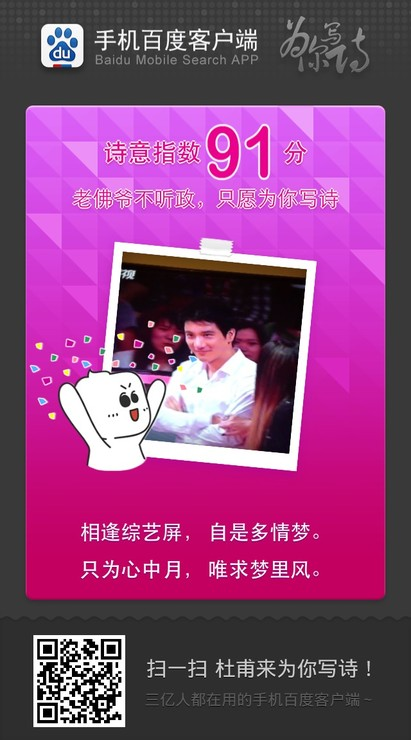 du
手机百度客户端
Baidu Mobile Search APP
为你写诗
诗意指数91分
老佛爷不听政，只愿为你写诗
视
相逢综艺屏， 自是多情梦。
只为心中月， 唯求梦里风。
扫一扫 杜甫来为你写诗！
三亿人都在用的手机百度客户端~